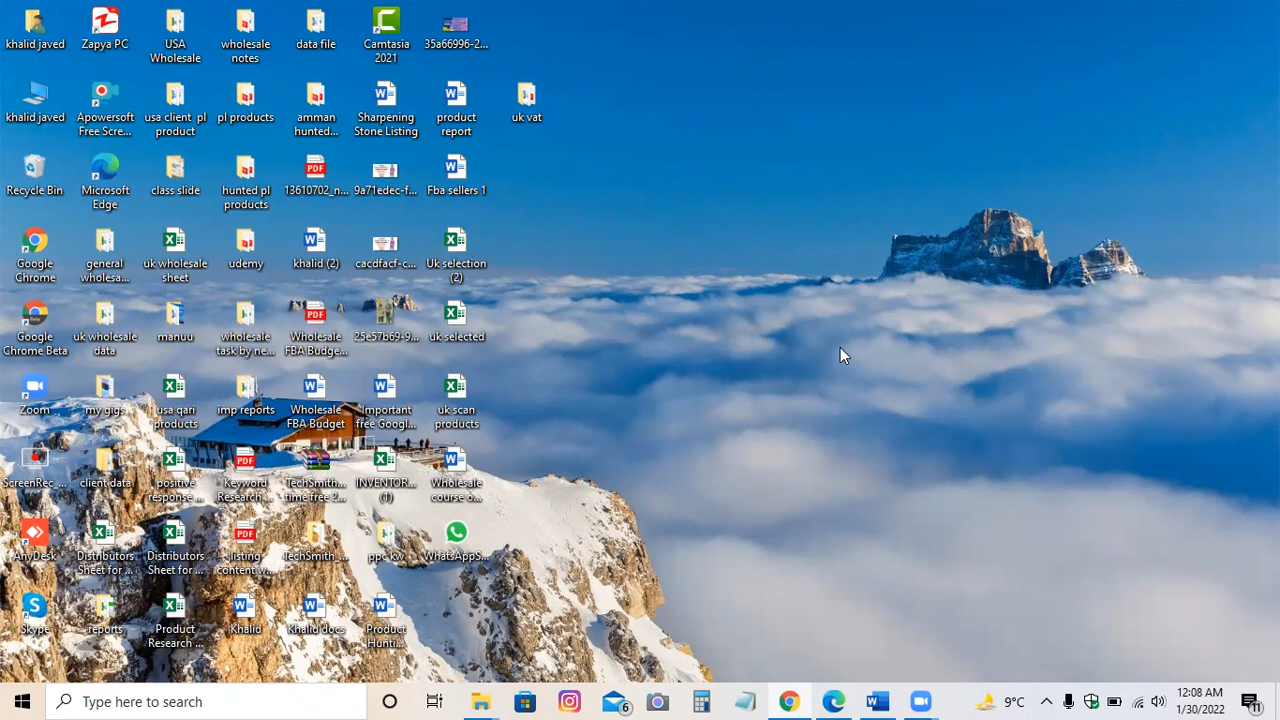 khalid javed
Zapya PC
USA
Wholesale
wholesale
notes
data file
Camtasia
2021
35a66996-2...
khalid javed
Apowersoft
Free Scre...
usa client pl
product
pl products
amman
hunted...
Sharpening
Stone Listing
product
report
uk vat
Recycle Bin
Microsoft
Edge
class slide
hunted pl
products
13610702_n...
9a71edec-f...
Fba sellers 1
Google
Chrome
general
wholesa...
uk wholesale
sheet
udemy
khalid (2)
cacdfacf-c...
Uk selection
(2)
Google
Chrome Beta
uk wholesale
data
manuu
wholesale
task by ne...
Wholesale
FBA Budge...
25e57b69-9...
uk selected
Zoom
my gigs
usa qari
products
imp reports
Wholesale
FBA Budget
Important
free Googl...
uk scan
products
ScreenRec_...
client data
positive
response ...
Keyword
Research ...
TechSmith...
time free 2...
INVENTOR...
(1)
Wholesale
course o...
AnyDesk
Distributors
Sheet for ...
Distributors
Sheet for ...
listing
content w...
TechSmith_...
ppc kw
WhatsAppS...
Skype
reports
Product
Research ...
Khalid
Khalid docs
Product
Hunti...
Type here to search
6
9°C
12:08 AM
1/30/2022
11